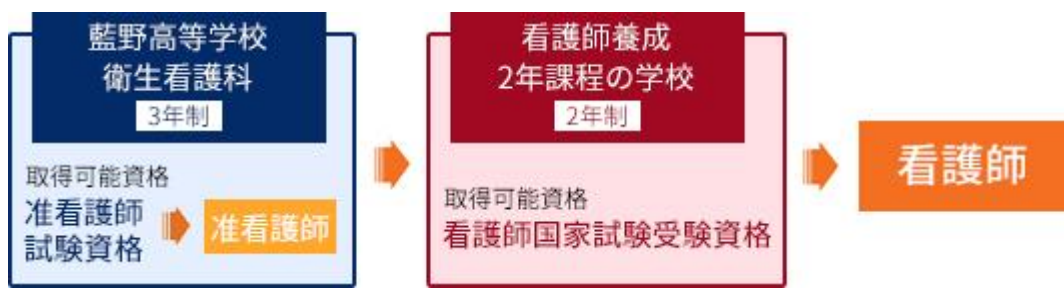 藍野高等学校
衛生看護科
3年制
取得可能資格
准看護師
試験資格
准看護師
看護師養成
2年課程の学校
2年制
取得可能資格
看護師国家試験受験資格
看護師